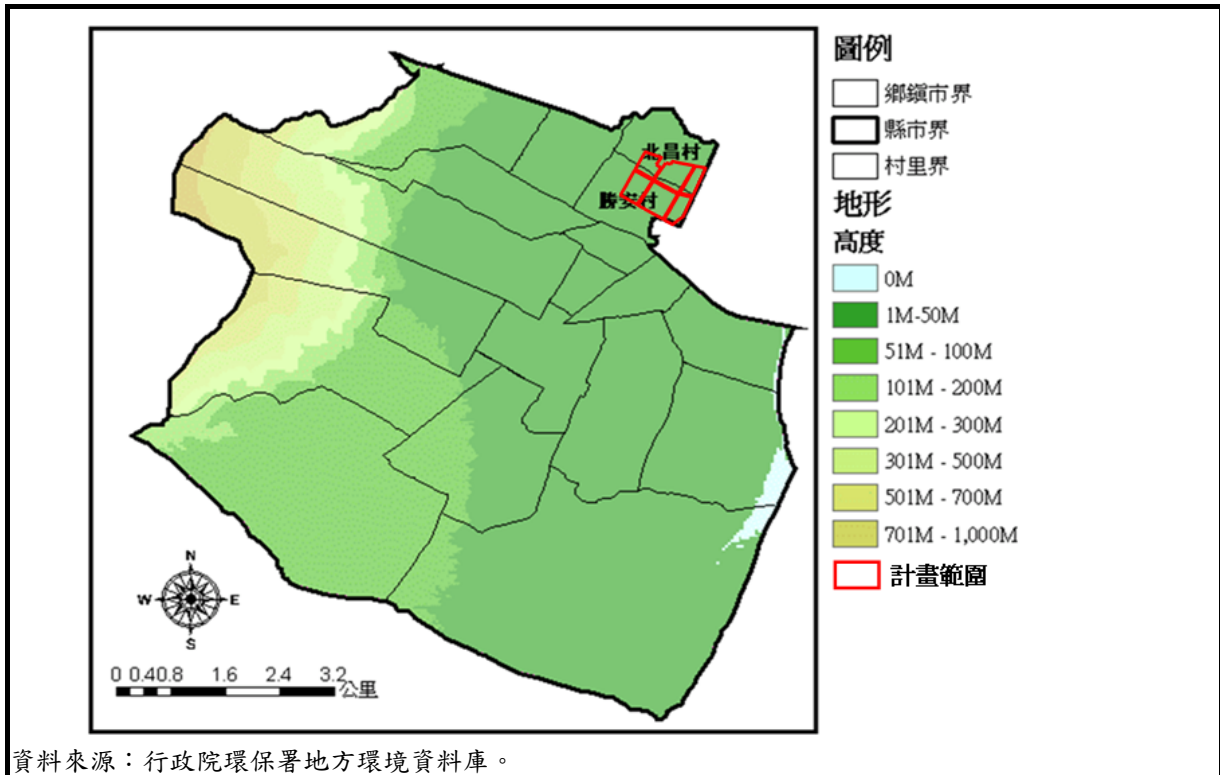 圖例
鄉鎮市界
縣市界
村里界
地形
高度
0M
1M-50M
51M - 100M
101M - 200M
201M - 300M
301M - 500M
501M - 700M
701M - 1,000M
計畫範圍
北昌村
勝安村
N
W E
S
0 0.40.8 1.6 2.4 3.2
公里
資料來源：行政院環保署地方環境資料庫。